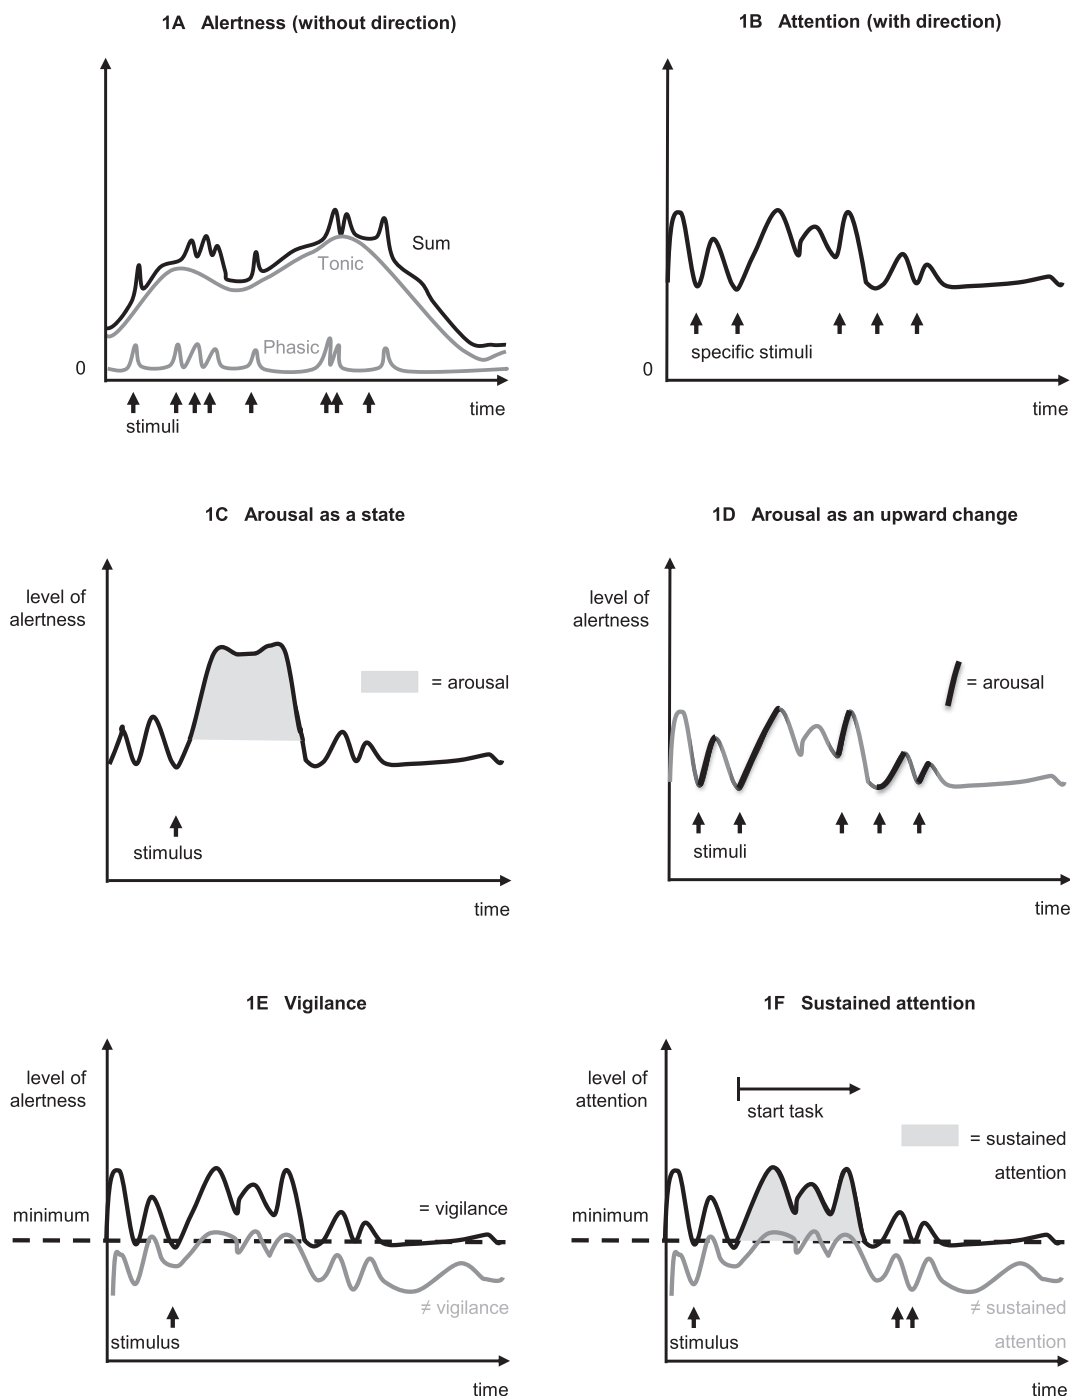 1A Alertness (without direction)
Sum
Tonic
Phasic
0
time
stimuli
1B Attention (with direction)
specific stimuli
0
time
1C Arousal as a state
level of
alertness
= arousal
stimulus
time
1D Arousal as an upward change
level of
alertness
= arousal
stimuli
time
1E Vigilance
level of
alertness
minimum
= vigilance
≠ vigilance
stimulus
time
1F Sustained attention
level of
attention
start task
= sustained
attention
minimum
≠ sustained
attention
stimulus
time